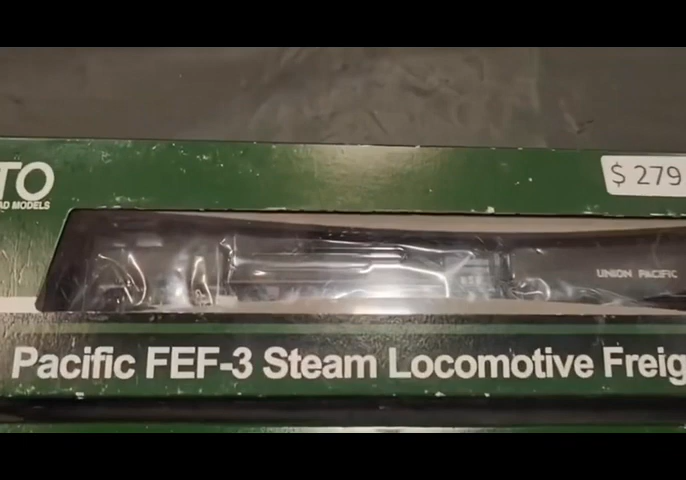 TO
AD MODELS
$ 279
UNION PACIFIC
Pacific FEF-3 Steam Locomotive Freig